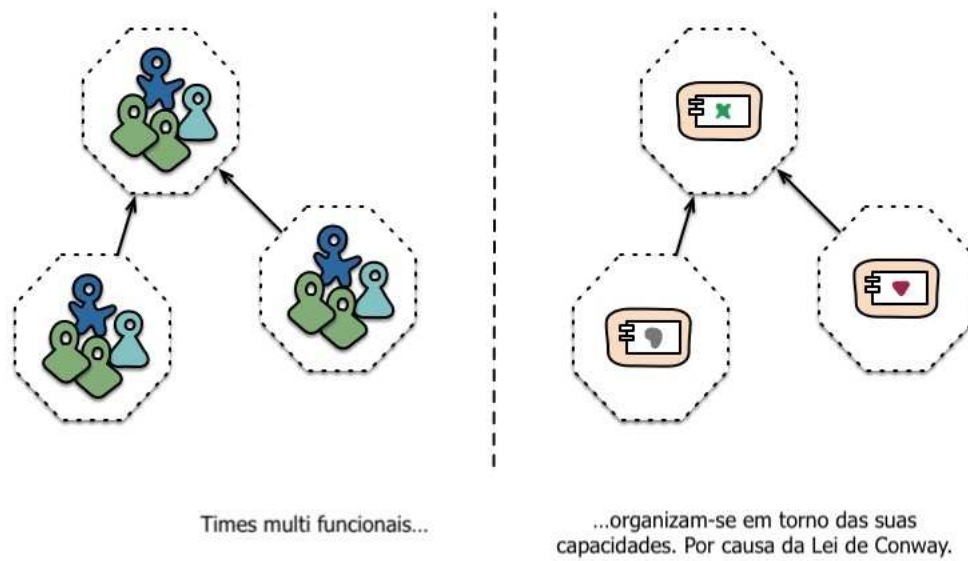 Times multi funcionais...
...organizam-se em torno das suas
capacidades. Por causa da Lei de Conway.